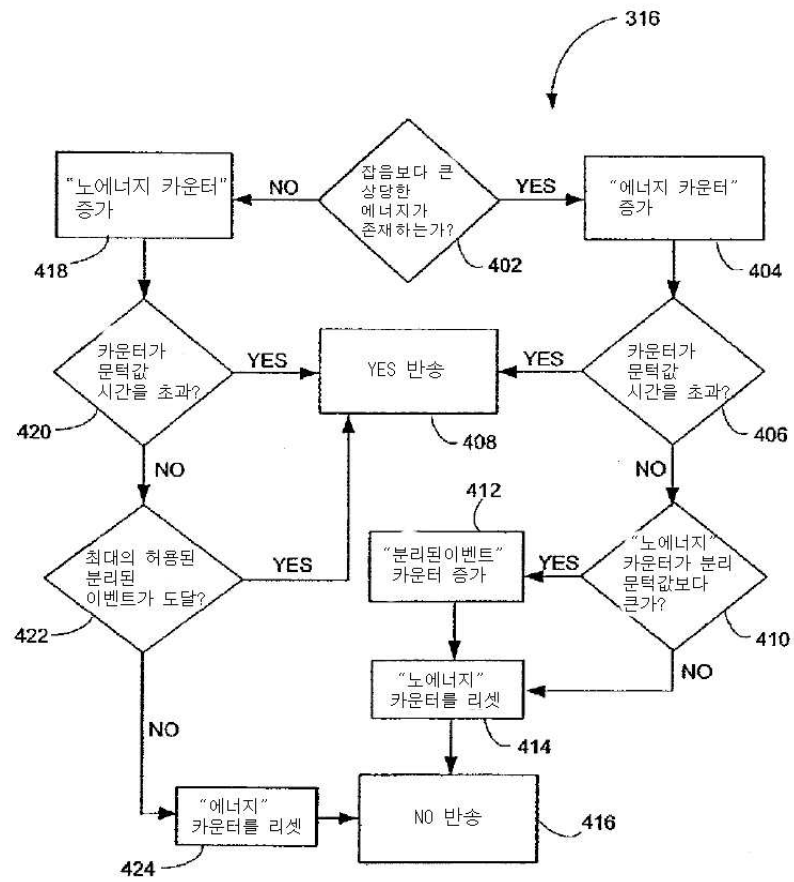 316
잡음보다 큰
상당한
에너지가
존재하는가?
402
NO
YES
“노에너지 카운터”
증가
418
“에너지 카운터”
증가
404
카운터가
문턱값
시간을 초과?
420
YES
YES 반송
408
YES
카운터가
문턱값
시간을 초과?
406
NO
NO
412
최대의 허용된
분리된
이벤트가 도달?
422
YES
“분리된이벤트”
카운터 증가
YES
“노에너지”
카운터가 분리
문턱값보다
큰가?
410
NO
“노에너지”
카운터를 리셋
414
NO
“에너지”
카운터를 리셋
424
NO 반송
416